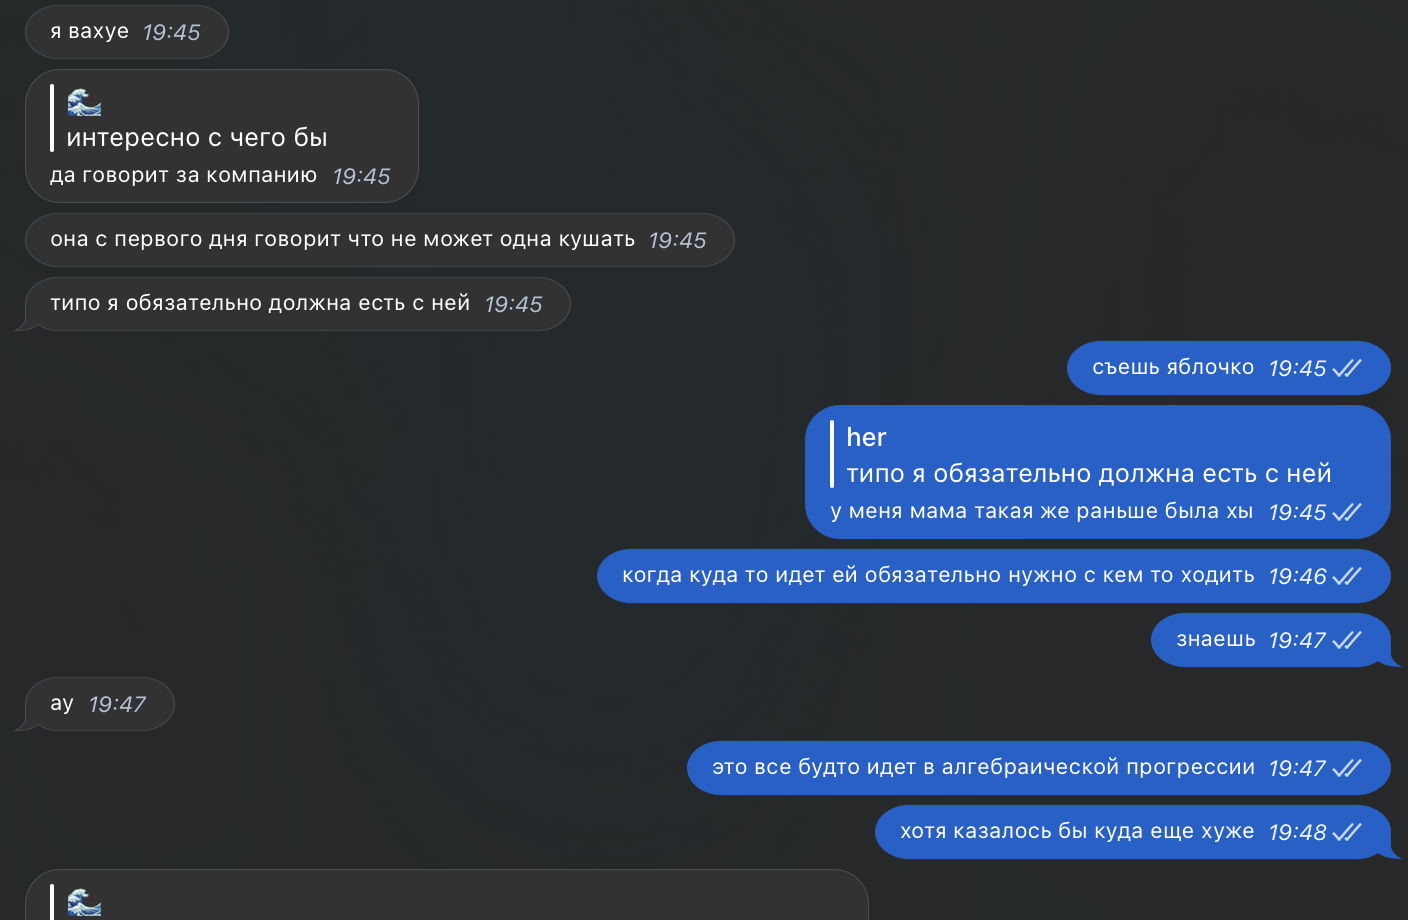 я вахуе 19:45
🌊
интересно с чего бы
да говорит за компанию 19:45
она с первого дня говорит что не может одна кушать 19:45
типо я обязательно должна есть с ней 19:45
съешь яблочко 19:45
her
типо я обязательно должна есть с ней
у меня мама такая же раньше была хы 19:45
когда куда то идет ей обязательно нужно с кем то ходить 19:46
знаешь 19:47
ау 19:47
это все будто идет в алгебраической прогрессии 19:47
хотя казалось бы куда еще хуже 19:48
🌊